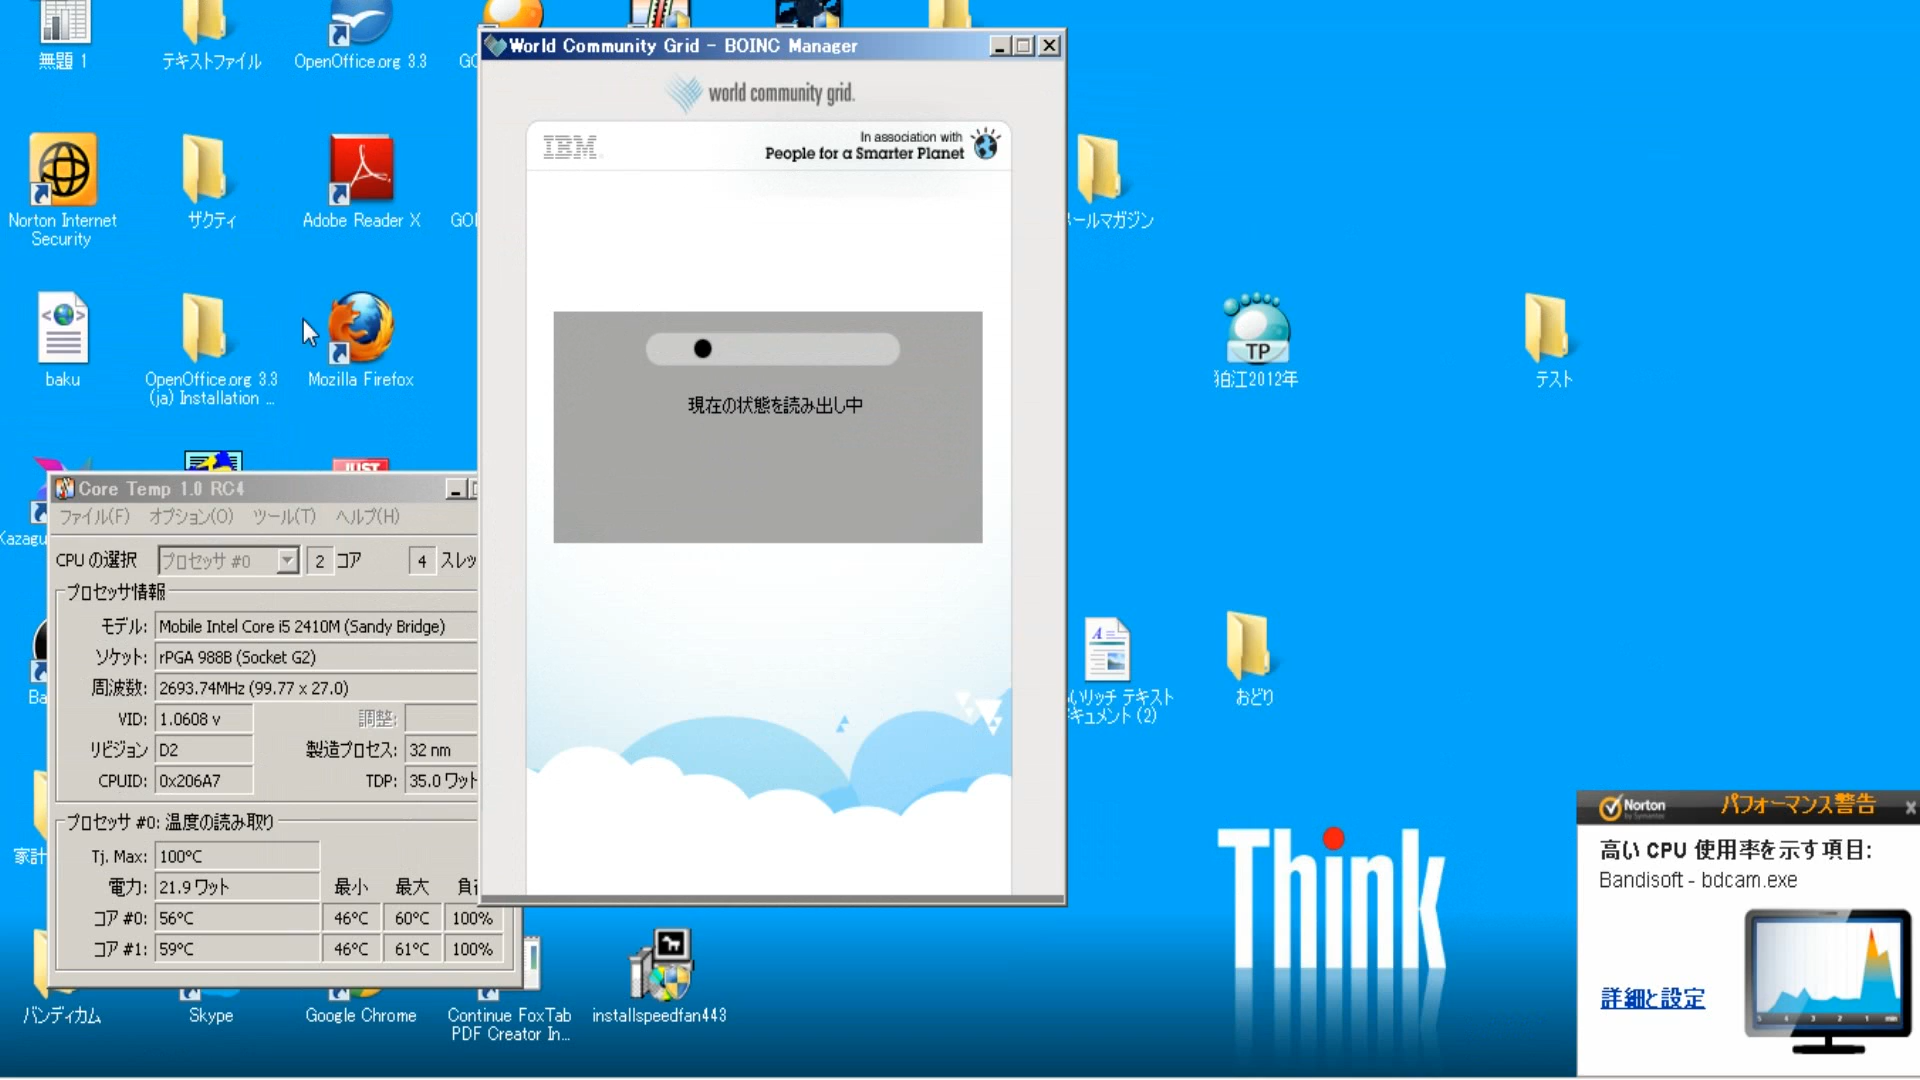 無題 1
テキストファイル
OpenOffice.org 3.3
World Community Grid - BOINC Manager
world community grid.
IBM
In association with
People for a Smarter Planet
Norton Internet
Security
ザクティ
Adobe Reader X
ールマガジン
baku
OpenOffice.org 3.3
(ja) Installation ...
Mozilla Firefox
現在の状態を読み出し中
TP
狛江2012年
テスト
JUST
Core Temp 1.0 RC4
ファイル(F) オプション(O) ツール(T) ヘルプ(H)
CPU の選択 プロセッサ #0 2 コア 4 スレッ
プロセッサ情報
モデル: Mobile Intel Core i5 2410M (Sandy Bridge)
ソケット: rPGA 988B (Socket G2)
周波数: 2693.74MHz (99.77 x 27.0)
VID: 1.0608 v 調整:
リビジョン D2 製造プロセス: 32 nm
CPUID: 0x206A7 TDP: 35.0 ワット
プロセッサ #0: 温度の読み取り
Tj. Max: 100°C
電力: 21.9 ワット 最小 最大
コア #0: 56°C 46°C 60°C 100%
コア #1: 59°C 46°C 61°C 100%
いリッチ テキスト
キュメント (2)
おどり
家計
バンディカム
Skype
Google Chrome
Continue FoxTab
PDF Creator In...
installspeedfan443
Think
Norton
by Symantec
パフォーマンス警告
高い CPU 使用率を示す項目:
Bandisoft - bdcam.exe
詳細と設定
5 4 3 2 1 min